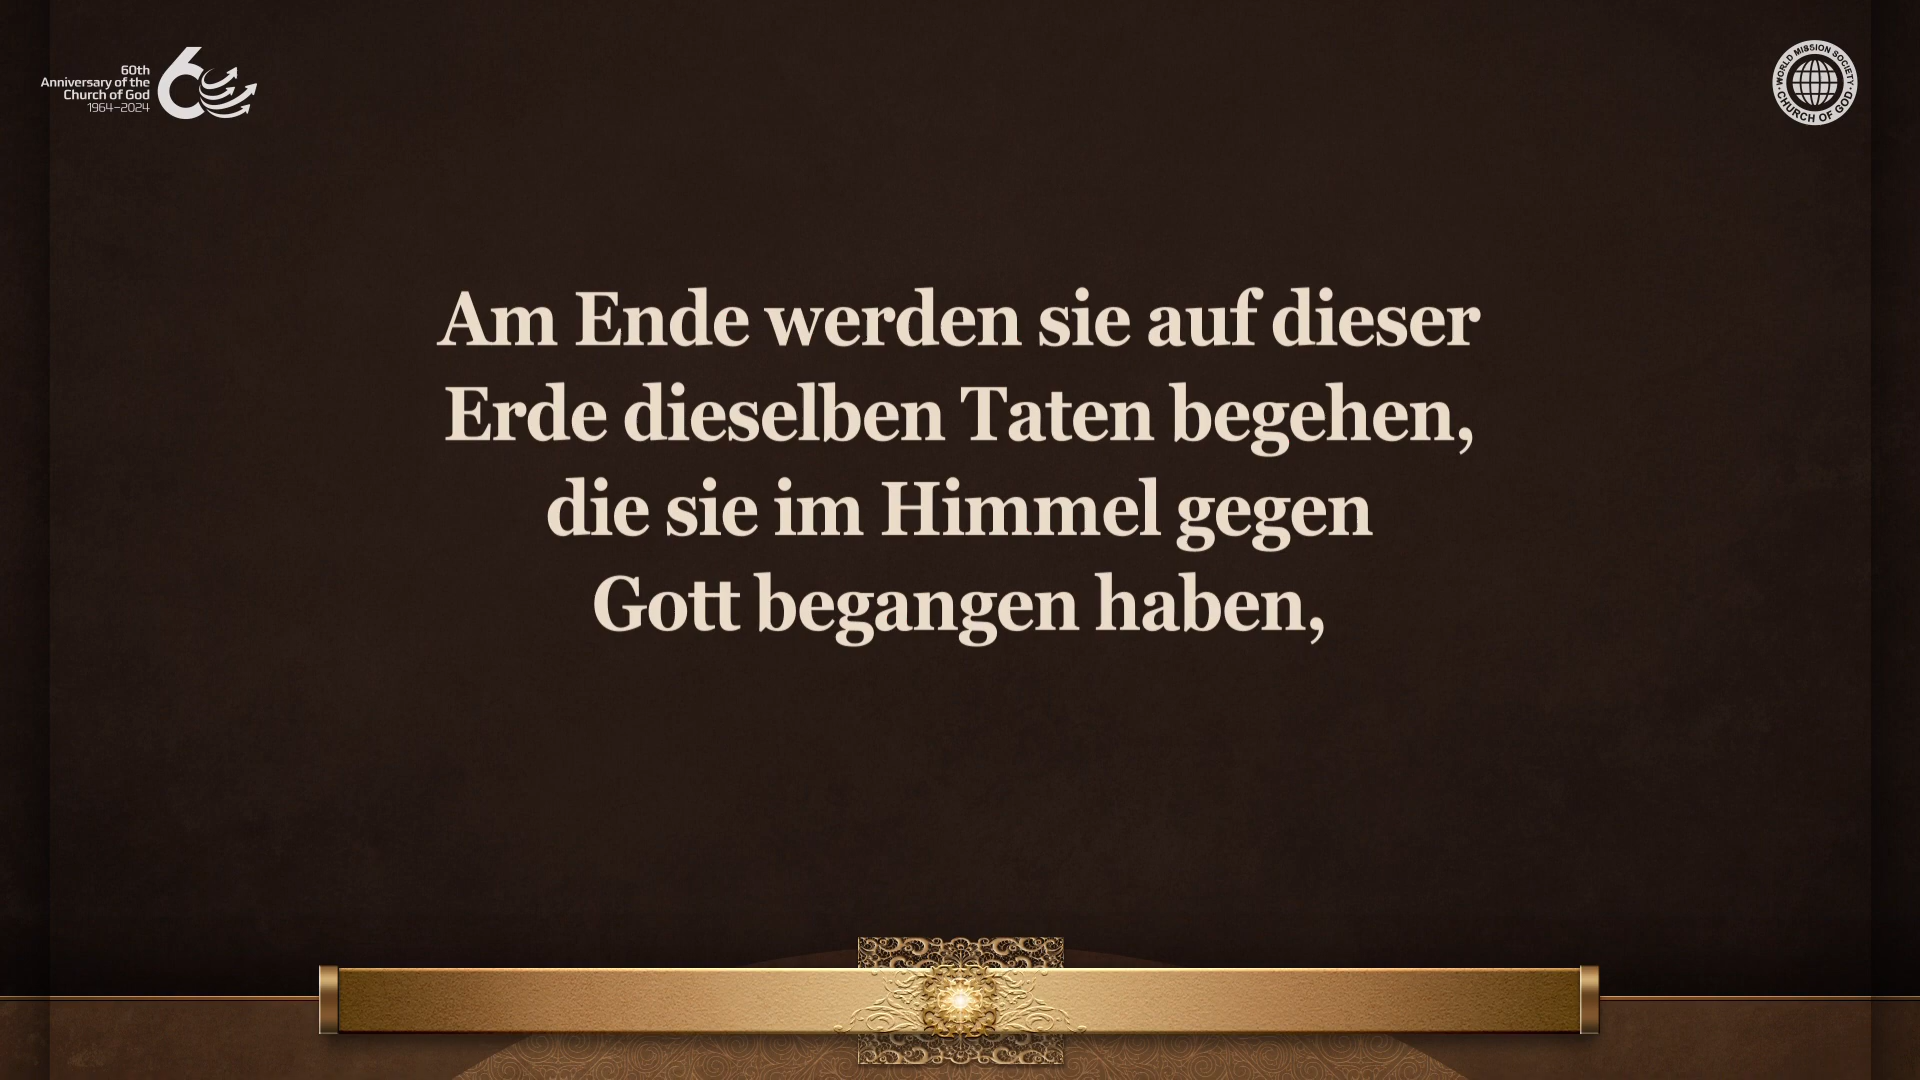 60th
Anniversary of the
Church of God
1964–2024
60
WORLD MISSION SOCIETY
CHURCH OF GOD
Am Ende werden sie auf dieser
Erde dieselben Taten begehen,
die sie im Himmel gegen
Gott begangen haben,